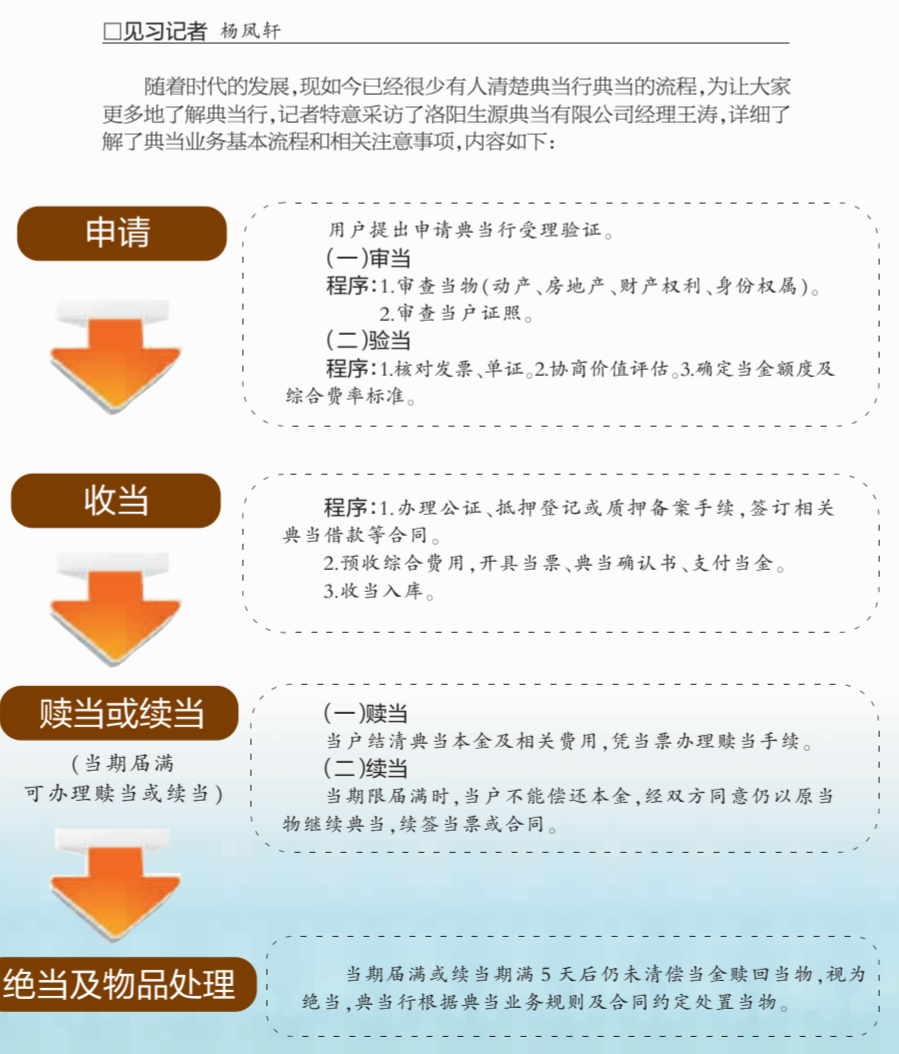 □见习记者 杨凤轩
随着时代的发展,现如今已经很少有人清楚典当行典当的流程,为让大家
更多地了解典当行,记者特意采访了洛阳生源典当有限公司经理王涛,详细了
解了典当业务基本流程和相关注意事项,内容如下:
申请
用户提出申请典当行受理验证。
(一)审当
程序:1.审查当物(动产、房地产、财产权利、身份权属)。
2.审查当户证照。
(二)验当
程序:1.核对发票、单证。2.协商价值评估。3.确定当金额度及
综合费率标准。
收当
程序:1.办理公证、抵押登记或质押备案手续,签订相关
典当借款等合同。
2.预收综合费用,开具当票、典当确认书、支付当金。
3.收当入库。
赎当或续当
(当期届满
可办理赎当或续当)
(一)赎当
当户结清典当本金及相关费用,凭当票办理赎当手续。
(二)续当
当期限届满时,当户不能偿还本金,经双方同意仍以原当
物继续典当,续签当票或合同。
绝当及物品处理
当期届满或续当期满 5 天后仍未清偿当金赎回当物,视为
绝当,典当行根据典当业务规则及合同约定处置当物。